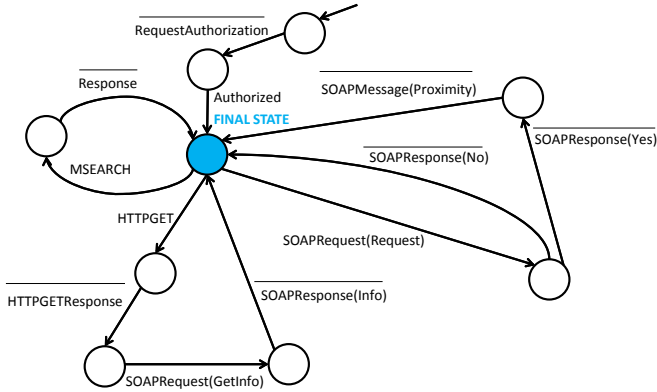 RequestAuthorization
Response
SOAPMessage(Proximity)
Authorized
FINAL STATE
SOAPResponse(Yes)
SOAPResponse(No)
MSEARCH
HTTPGET
SOAPRequest(Request)
HTTPGETResponse
SOAPResponse(Info)
SOAPRequest(GetInfo)